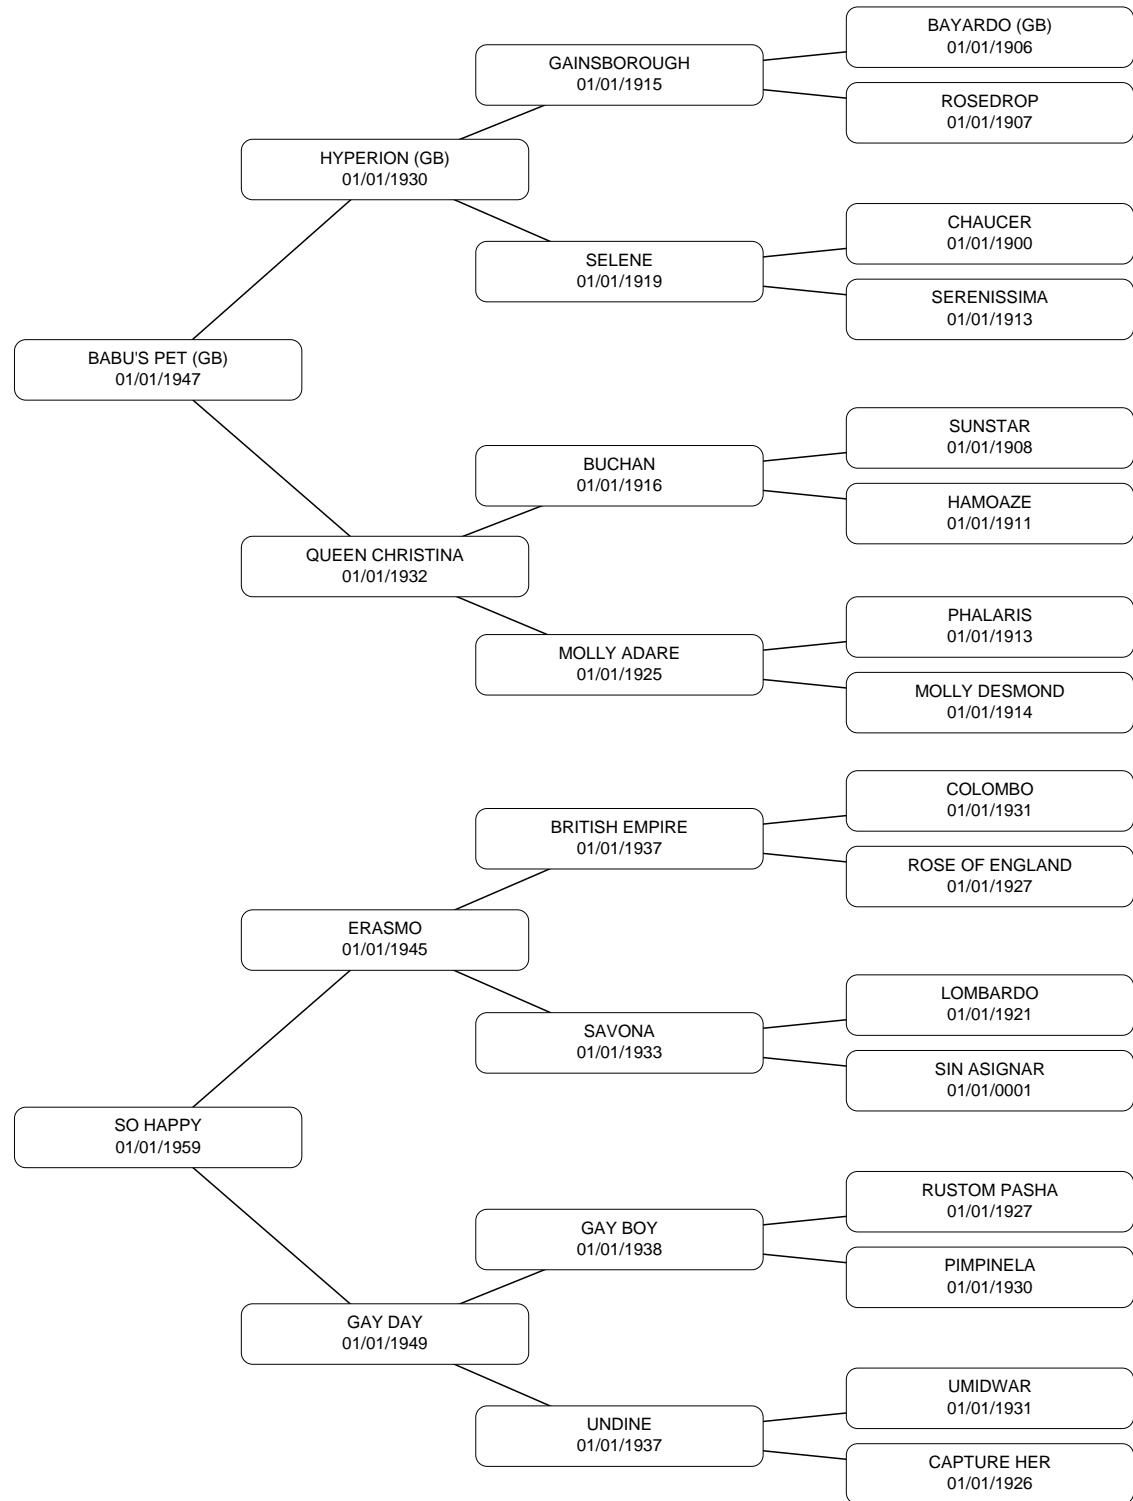 BAYARDO (GB)
01/01/1906
GAINSBOROUGH
01/01/1915
ROSEDROP
01/01/1907
HYPERION (GB)
01/01/1930
CHAUCER
01/01/1900
SELENE
01/01/1919
SERENISSIMA
01/01/1913
BABU'S PET (GB)
01/01/1947
SUNSTAR
01/01/1908
BUCHAN
01/01/1916
HAMOAZE
01/01/1911
QUEEN CHRISTINA
01/01/1932
PHALARIS
01/01/1913
MOLLY ADARE
01/01/1925
MOLLY DESMOND
01/01/1914
COLOMBO
01/01/1931
BRITISH EMPIRE
01/01/1937
ROSE OF ENGLAND
01/01/1927
ERASMO
01/01/1945
LOMBARDO
01/01/1921
SAVONA
01/01/1933
SIN ASIGNAR
01/01/0001
SO HAPPY
01/01/1959
RUSTOM PASHA
01/01/1927
GAY BOY
01/01/1938
PIMPINELA
01/01/1930
GAY DAY
01/01/1949
UMIDWAR
01/01/1931
UNDINE
01/01/1937
CAPTURE HER
01/01/1926